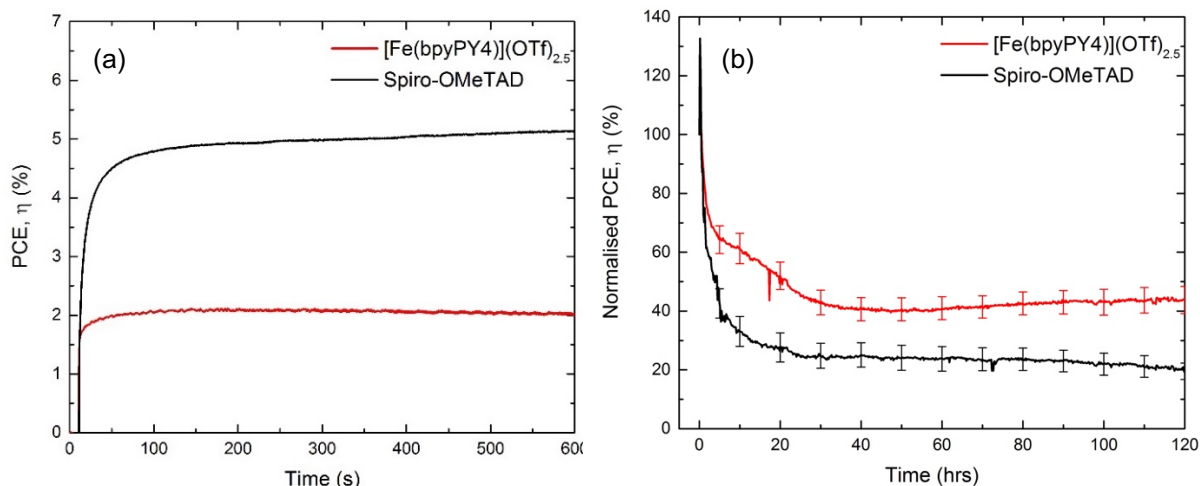 (a)
[Fe(bpyPY4)](OTf)2.5
Spiro-OMeTAD
PCE, η (%)
7
6
5
4
3
2
1
0
0 100 200 300 400 500 600
Time (s)
(b)
[Fe(bpyPY4)](OTf)2.5
Spiro-OMeTAD
Normalised PCE, η (%)
140
120
100
80
60
40
20
0
0 20 40 60 80 100 120
Time (hrs)